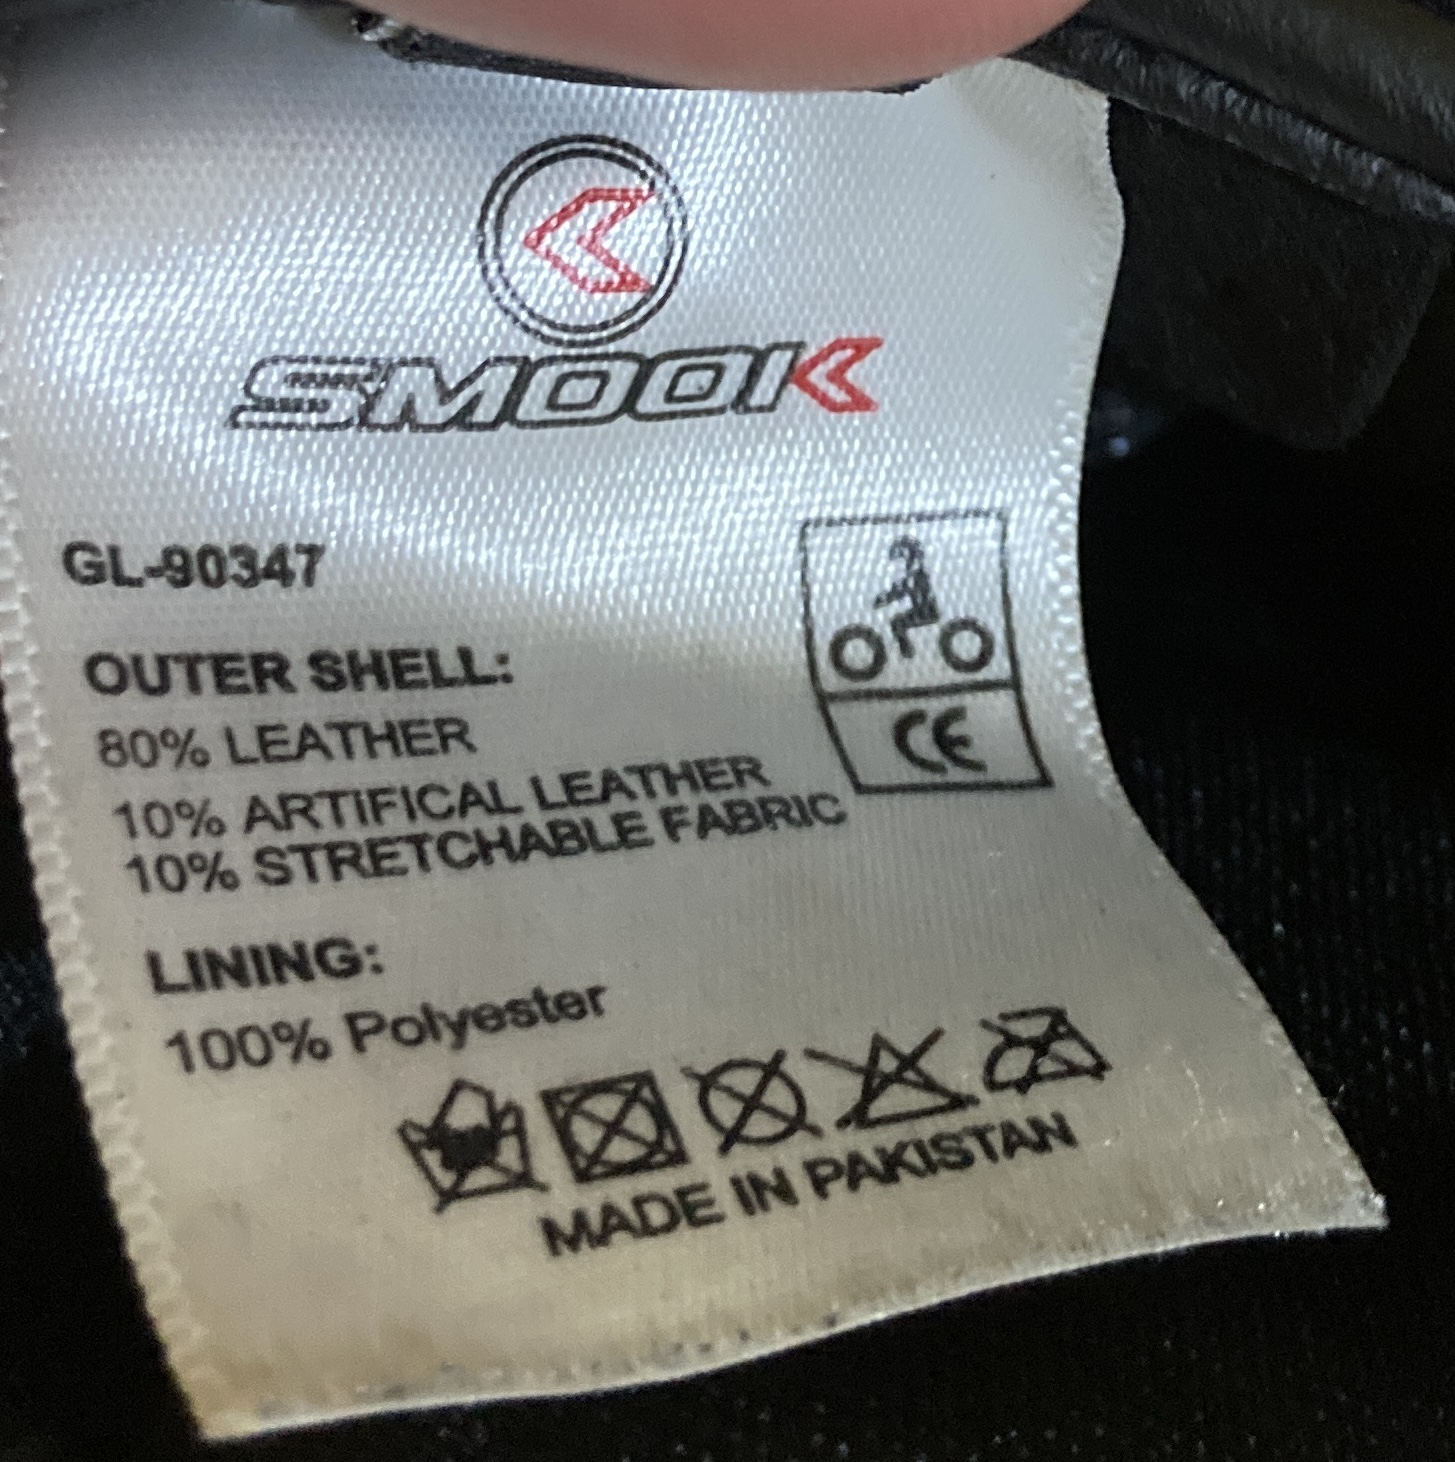 SMOOK
GL-90347
OUTER SHELL:
80% LEATHER
10% ARTIFICAL LEATHER
10% STRETCHABLE FABRIC
CE
LINING:
100% Polyester
MADE IN PAKISTAN